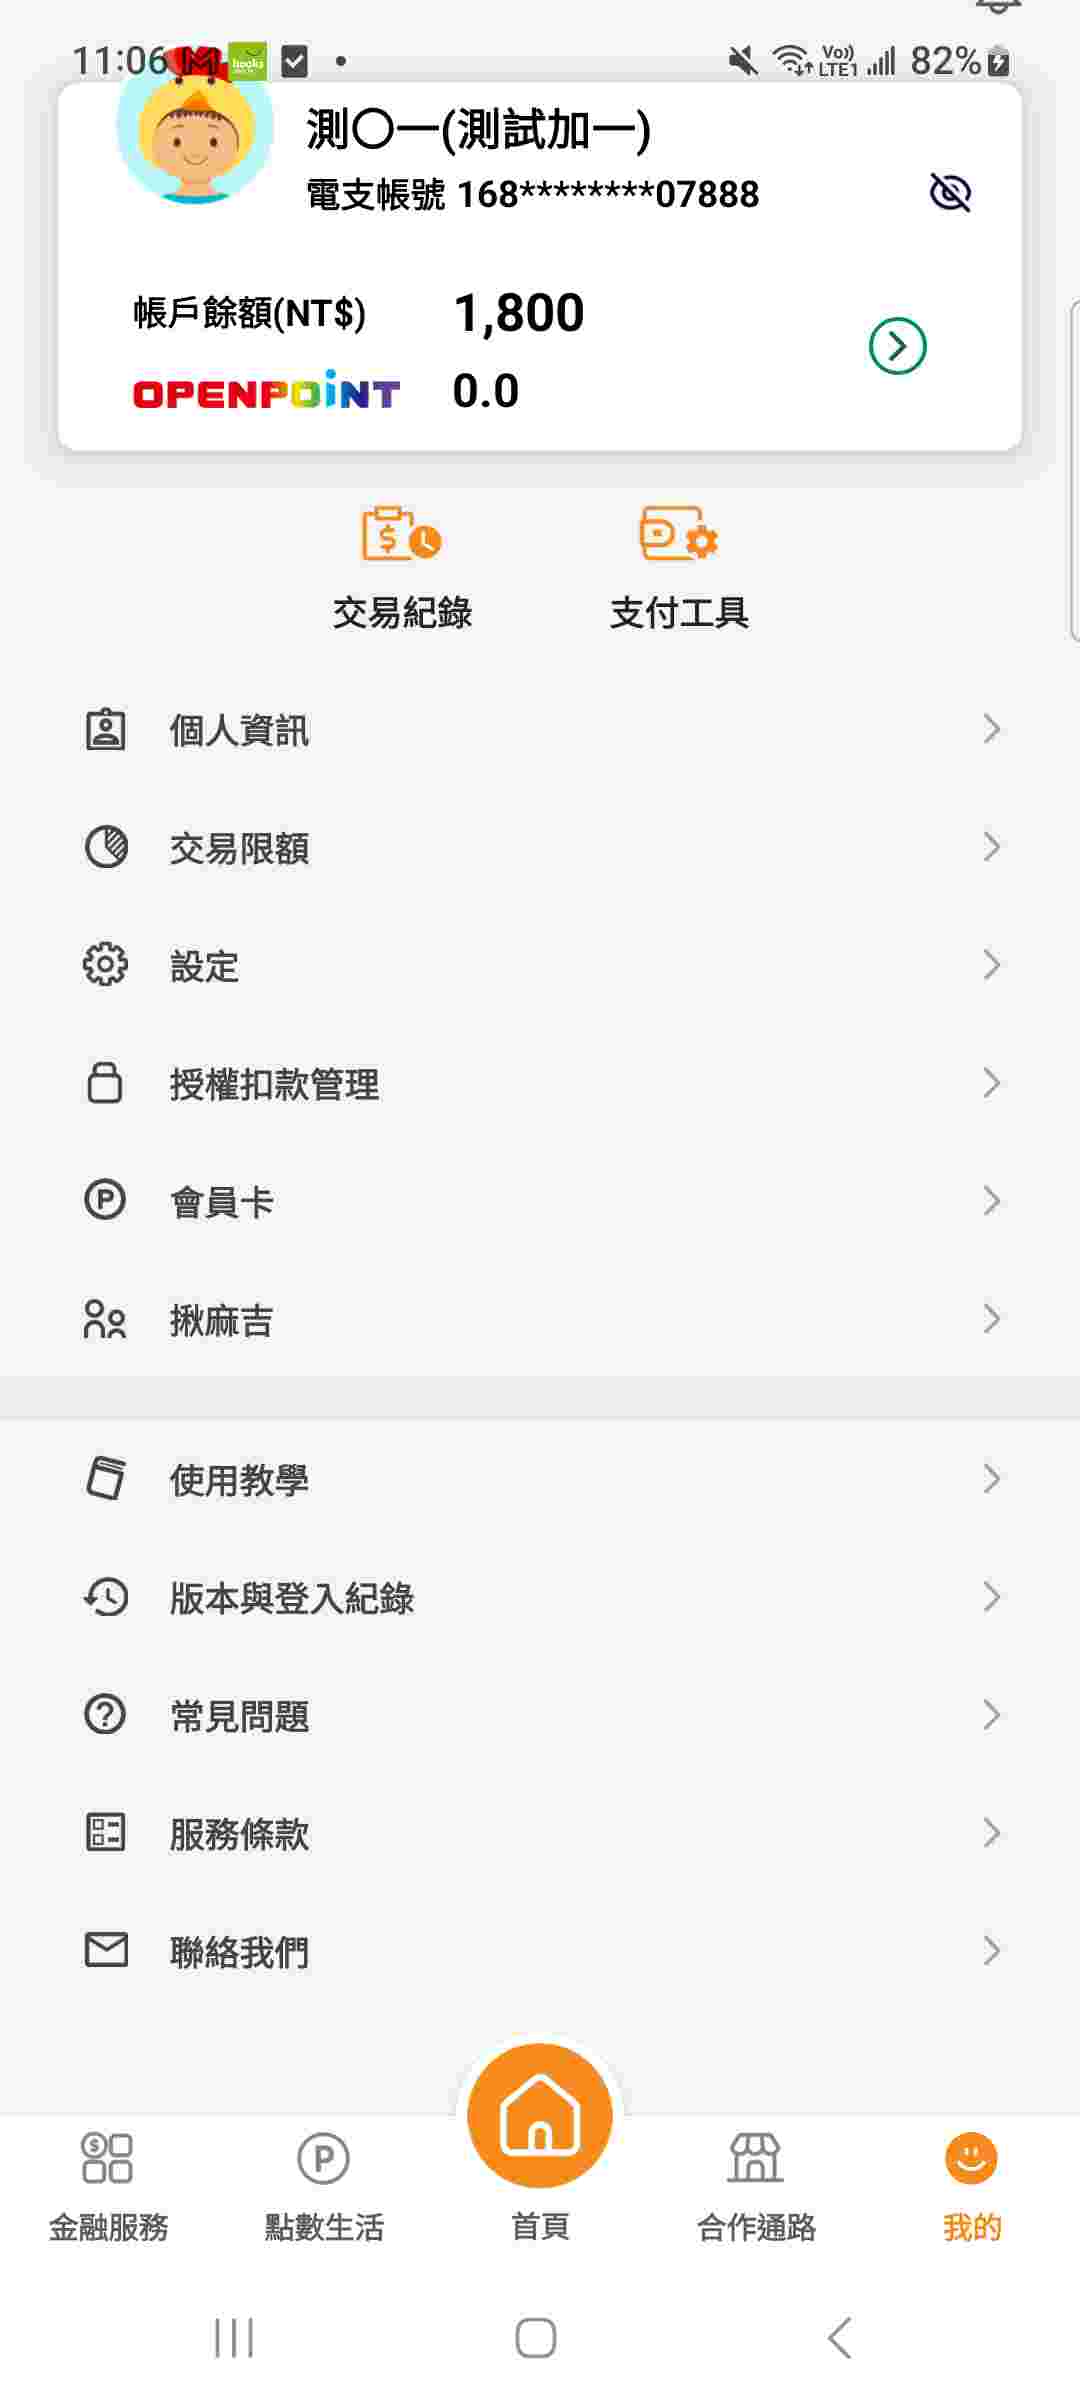 11:06 M books Vo)) LTE1 82%
測〇一(測試加一)
電支帳號 168********07888
帳戶餘額(NT$) 1,800
OPENPOINT 0.0
交易紀錄 支付工具
個人資訊
交易限額
設定
授權扣款管理
會員卡
揪麻吉
使用教學
版本與登入紀錄
常見問題
服務條款
聯絡我們
金融服務 點數生活 首頁 合作通路 我的